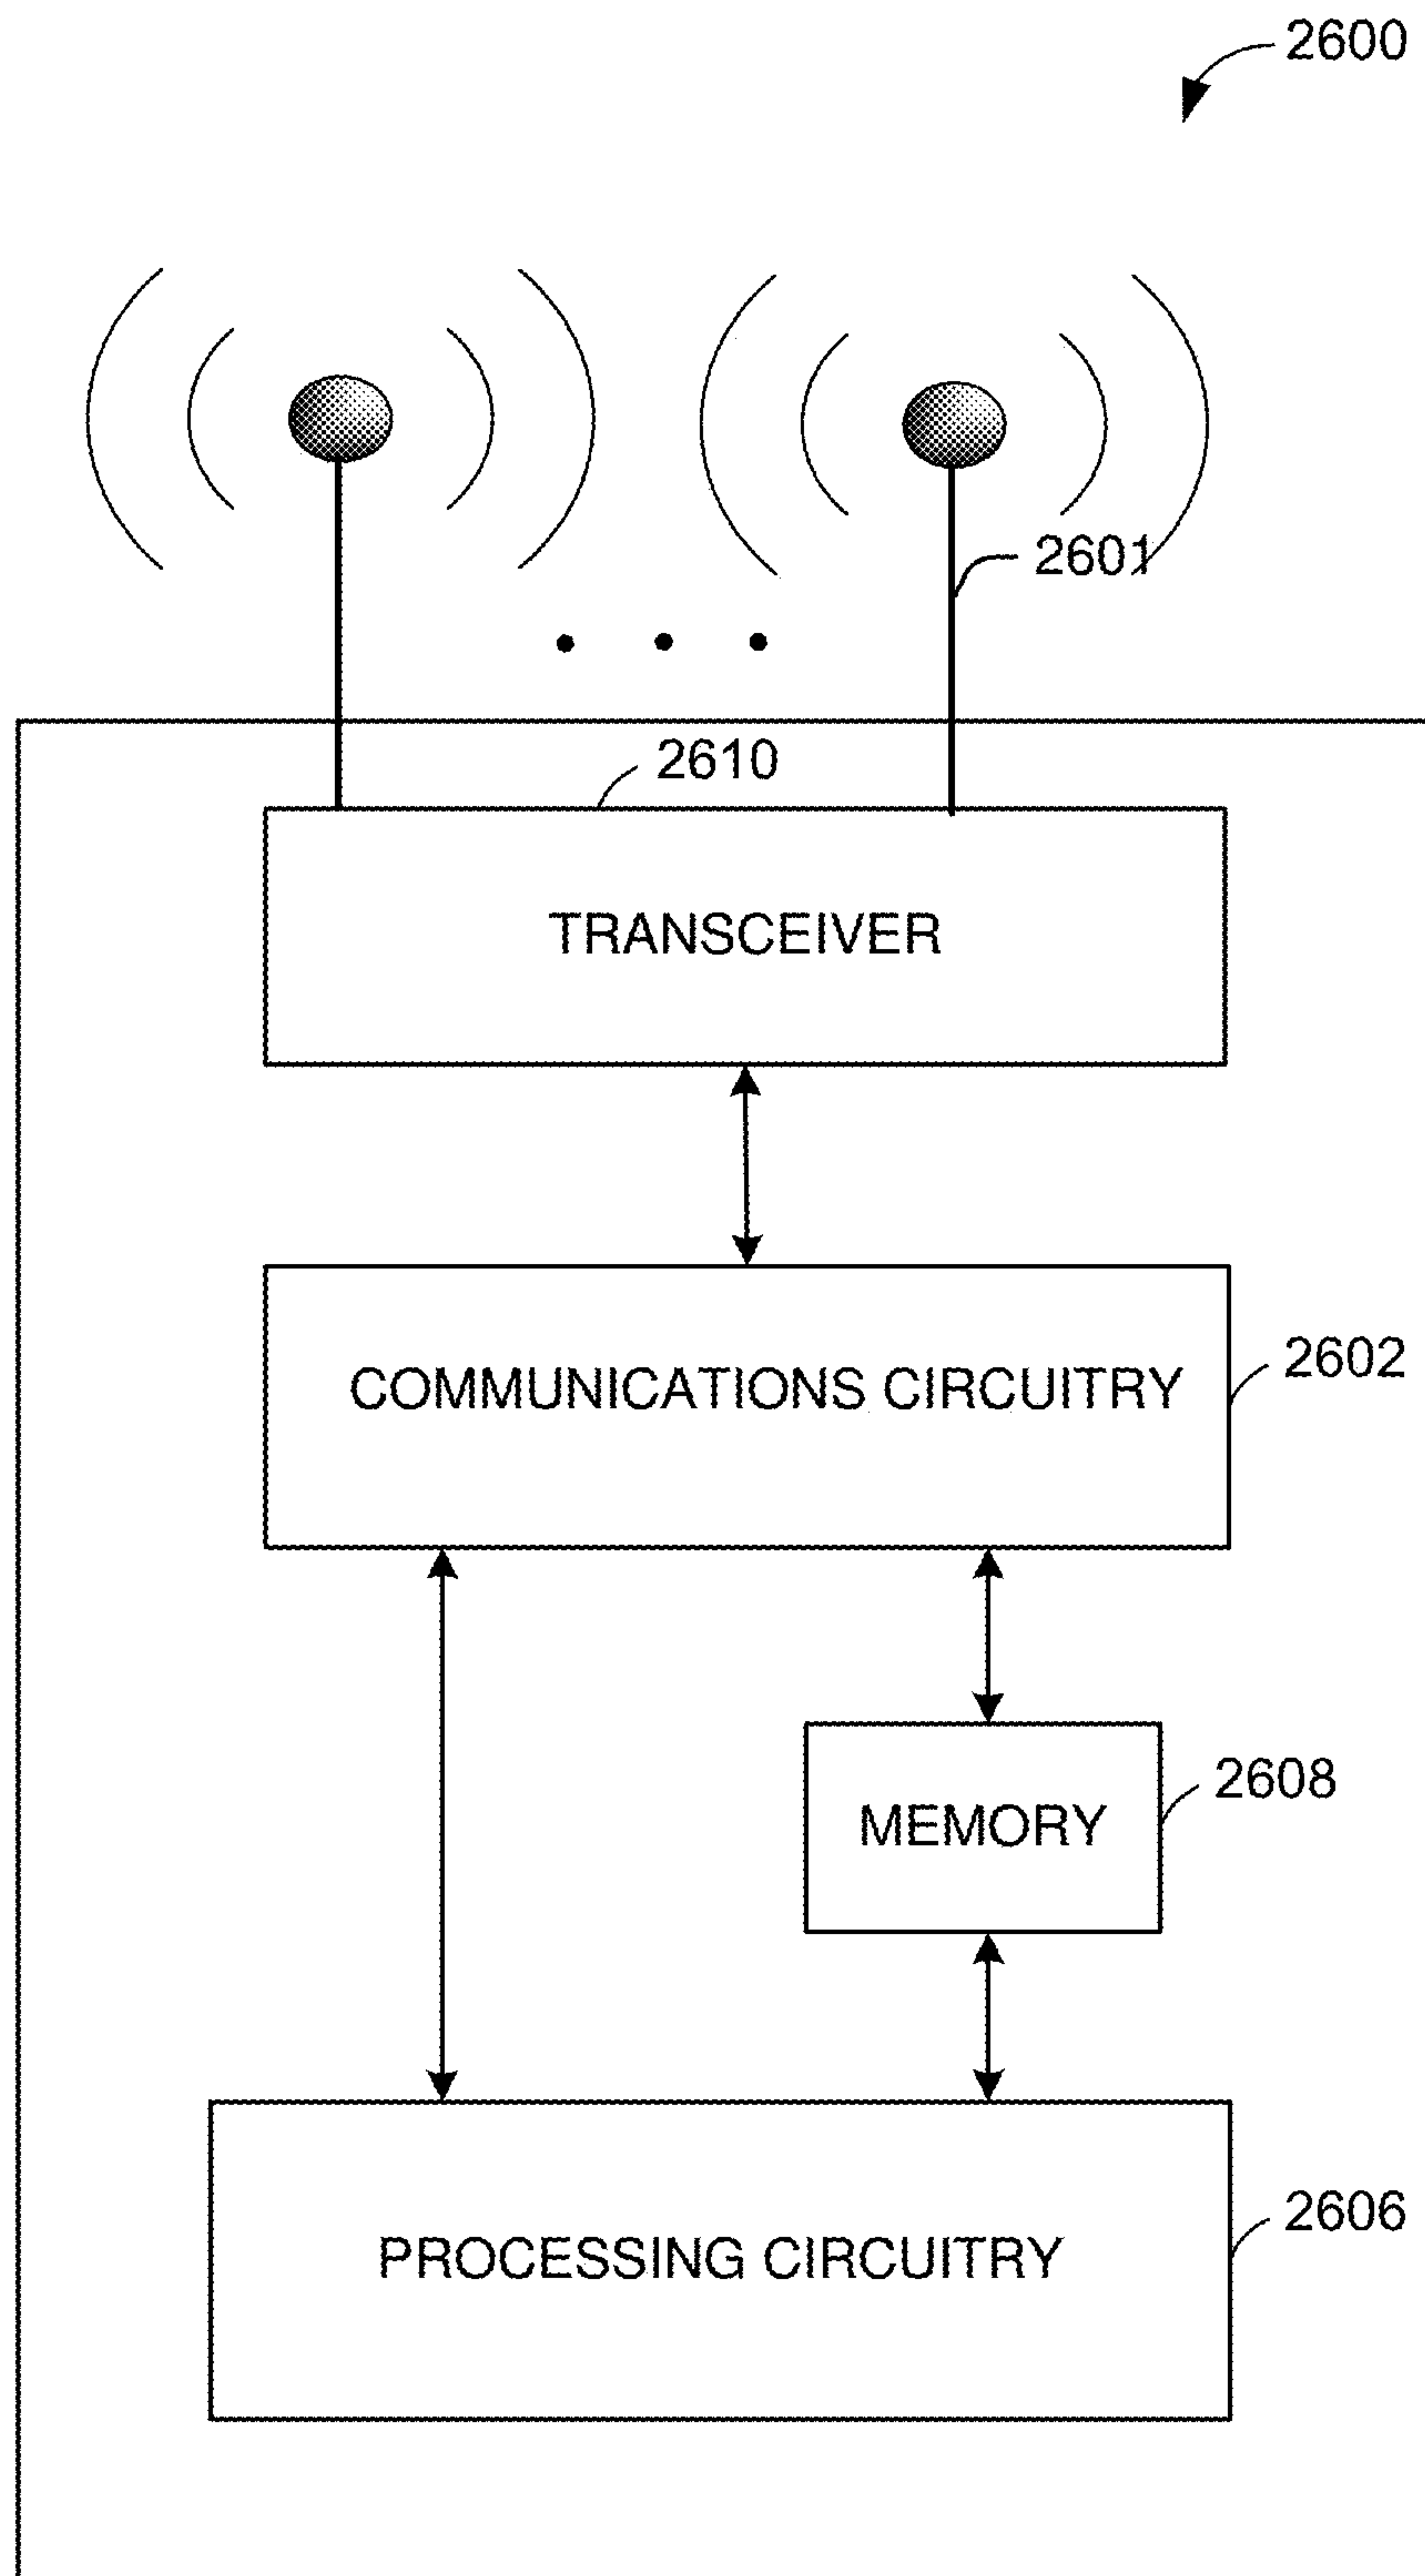 2600
2601
2610
TRANSCEIVER
COMMUNICATIONS CIRCUITRY
2602
MEMORY
2608
PROCESSING CIRCUITRY
2606